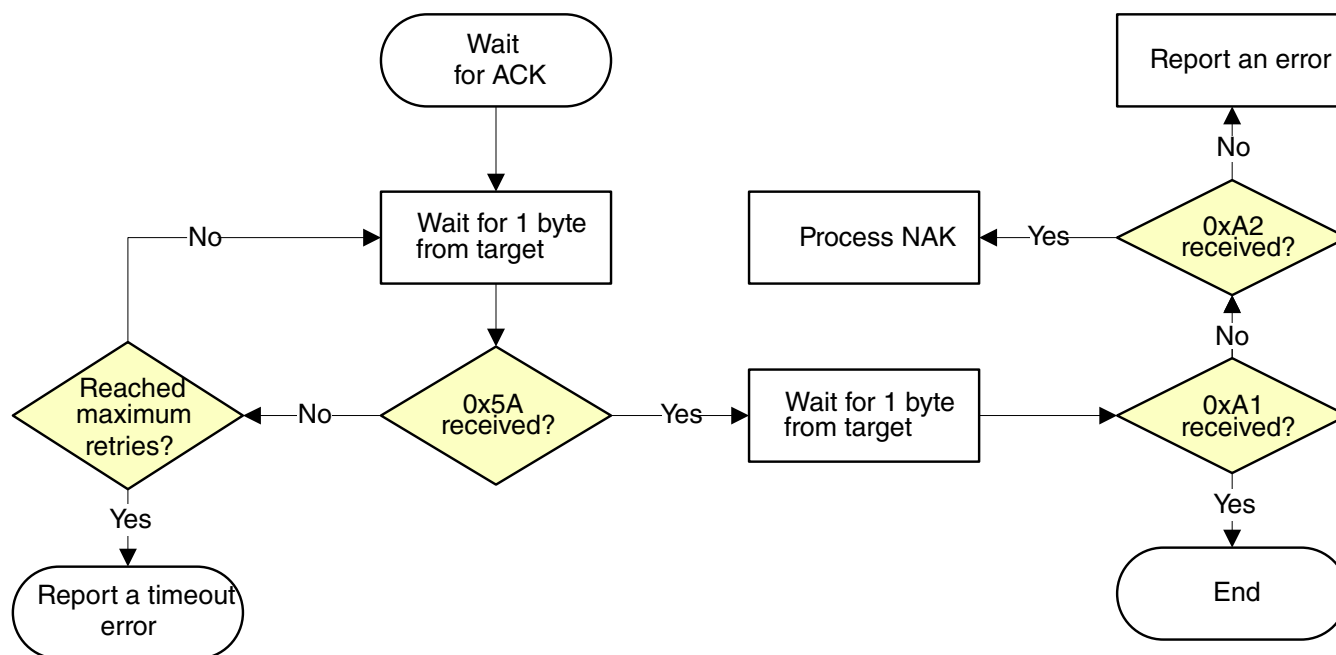 Wait
for ACK
Report an error
No
Wait for 1 byte
from target
No
Process NAK
Yes
0xA2
received?
No
Reached
maximum
retries?
No
0x5A
received?
Yes
Wait for 1 byte
from target
0xA1
received?
Yes
Yes
Report a timeout
error
End